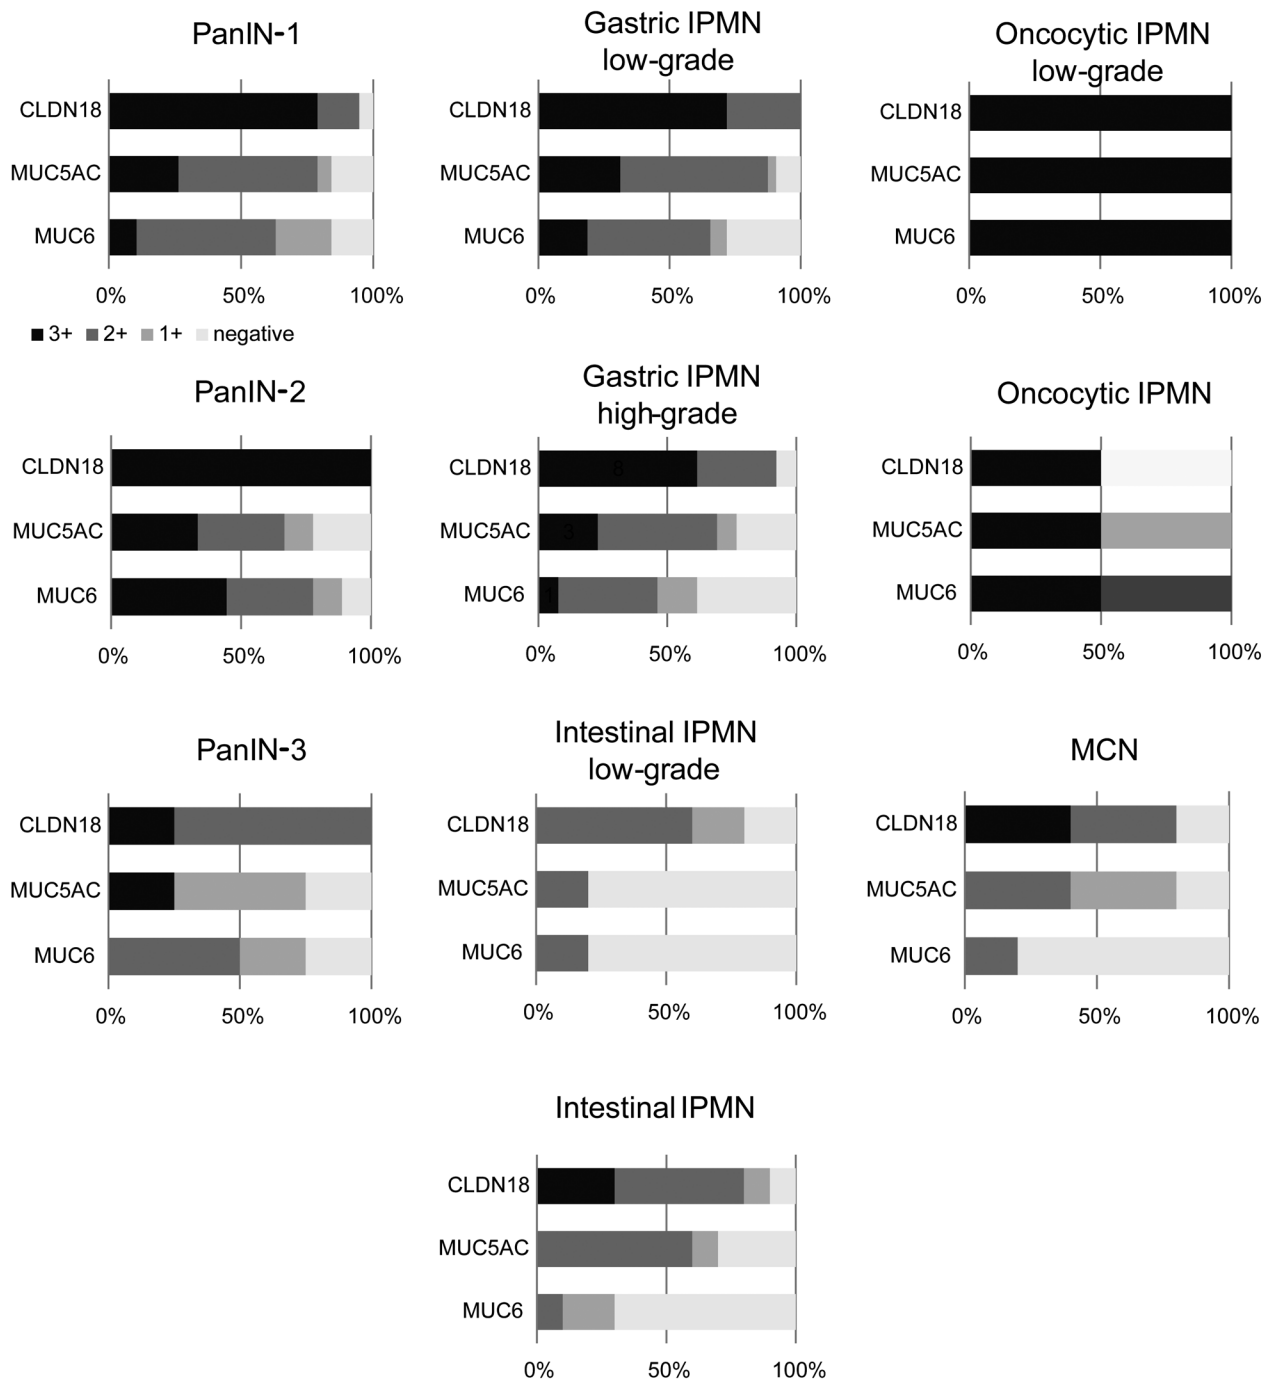 PanIN-1
CLDN18
MUC5AC
MUC6
0% 50% 100%
3+ 2+ 1+ negative
Gastric IPMN
low-grade
CLDN18
MUC5AC
MUC6
0% 50% 100%
Oncocytic IPMN
low-grade
CLDN18
MUC5AC
MUC6
0% 50% 100%
PanIN-2
CLDN18
MUC5AC
MUC6
0% 50% 100%
Gastric IPMN
high-grade
CLDN18 8
MUC5AC 3
MUC6 1
0% 50% 100%
Oncocytic IPMN
CLDN18
MUC5AC
MUC6
0% 50% 100%
PanIN-3
CLDN18
MUC5AC
MUC6
0% 50% 100%
Intestinal IPMN
low-grade
CLDN18
MUC5AC
MUC6
0% 50% 100%
MCN
CLDN18
MUC5AC
MUC6
0% 50% 100%
Intestinal IPMN
CLDN18
MUC5AC
MUC6
0% 50% 100%